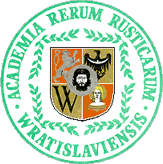 · ACADEMIA RERUM RUSTICARUM ·
WRATISLAVIENSIS
W